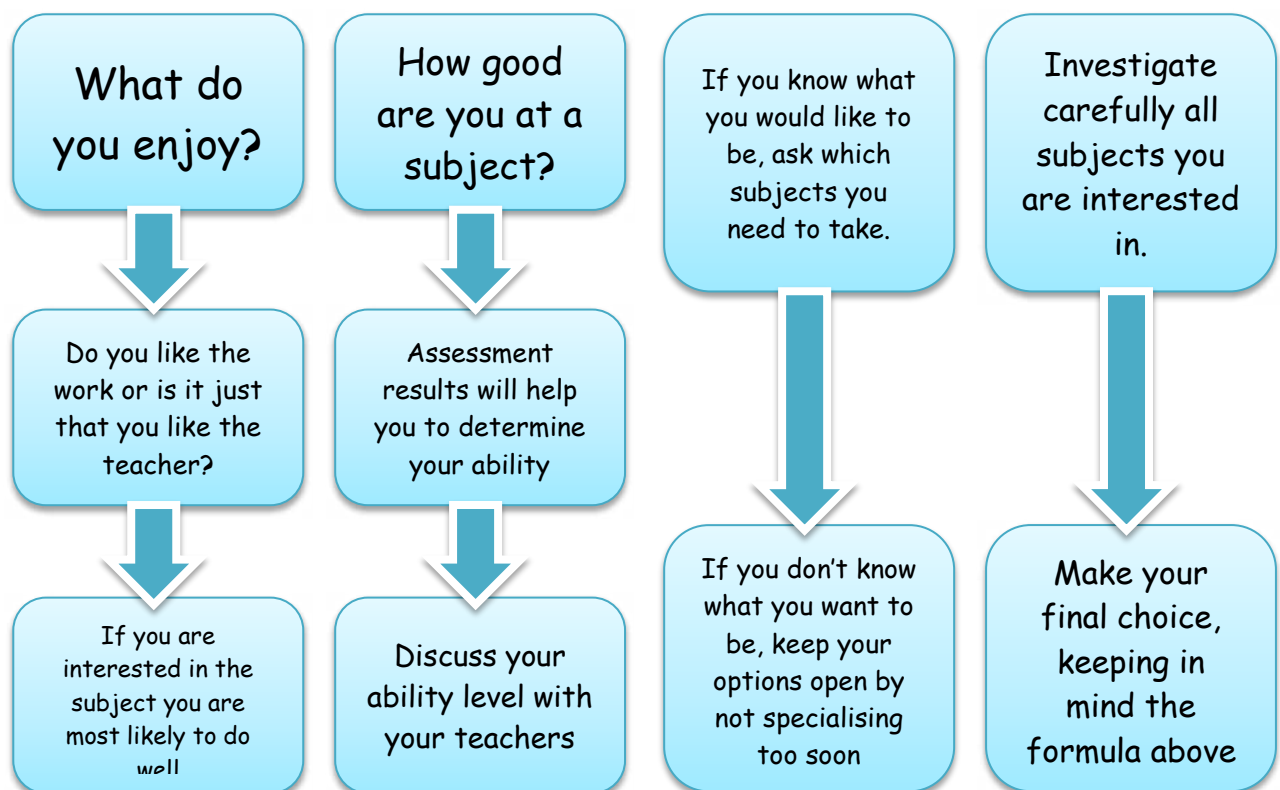 What do
you enjoy?
Do you like the
work or is it just
that you like the
teacher?
If you are
interested in the
subject you are
most likely to do
well
How good
are you at a
subject?
Assessment
results will help
you to determine
your ability
Discuss your
ability level with
your teachers
If you know what
you would like to
be, ask which
subjects you
need to take.
If you don't know
what you want to
be, keep your
options open by
not specialising
too soon
Investigate
carefully all
subjects you
are interested
in.
Make your
final choice,
keeping in
mind the
formula above